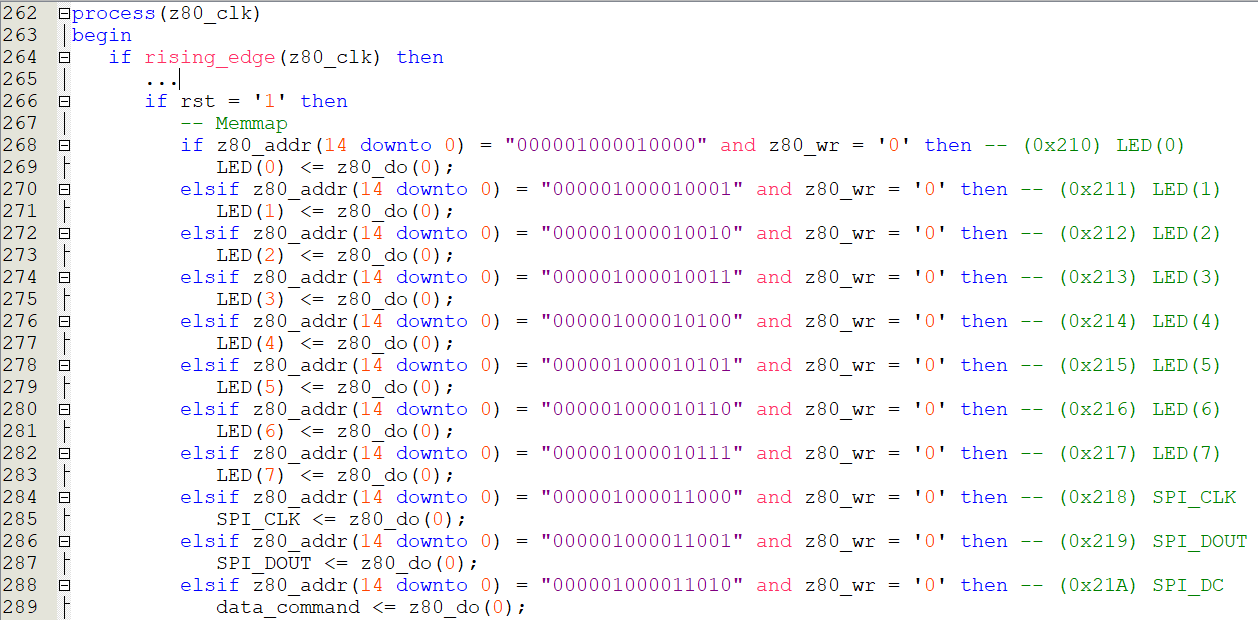 262 process(z80_clk)
263 begin
264 if rising_edge(z80_clk) then
265 ...
266 if rst = '1' then
267 -- Memmap
268 if z80_addr(14 downto 0) = "000001000010000" and z80_wr = '0' then -- (0x210) LED(0)
269 LED(0) <= z80_do(0);
270 elsif z80_addr(14 downto 0) = "000001000010001" and z80_wr = '0' then -- (0x211) LED(1)
271 LED(1) <= z80_do(0);
272 elsif z80_addr(14 downto 0) = "000001000010010" and z80_wr = '0' then -- (0x212) LED(2)
273 LED(2) <= z80_do(0);
274 elsif z80_addr(14 downto 0) = "000001000010011" and z80_wr = '0' then -- (0x213) LED(3)
275 LED(3) <= z80_do(0);
276 elsif z80_addr(14 downto 0) = "000001000010100" and z80_wr = '0' then -- (0x214) LED(4)
277 LED(4) <= z80_do(0);
278 elsif z80_addr(14 downto 0) = "000001000010101" and z80_wr = '0' then -- (0x215) LED(5)
279 LED(5) <= z80_do(0);
280 elsif z80_addr(14 downto 0) = "000001000010110" and z80_wr = '0' then -- (0x216) LED(6)
281 LED(6) <= z80_do(0);
282 elsif z80_addr(14 downto 0) = "000001000010111" and z80_wr = '0' then -- (0x217) LED(7)
283 LED(7) <= z80_do(0);
284 elsif z80_addr(14 downto 0) = "000001000011000" and z80_wr = '0' then -- (0x218) SPI_CLK
285 SPI_CLK <= z80_do(0);
286 elsif z80_addr(14 downto 0) = "000001000011001" and z80_wr = '0' then -- (0x219) SPI_DOUT
287 SPI_DOUT <= z80_do(0);
288 elsif z80_addr(14 downto 0) = "000001000011010" and z80_wr = '0' then -- (0x21A) SPI_DC
289 data_command <= z80_do(0);